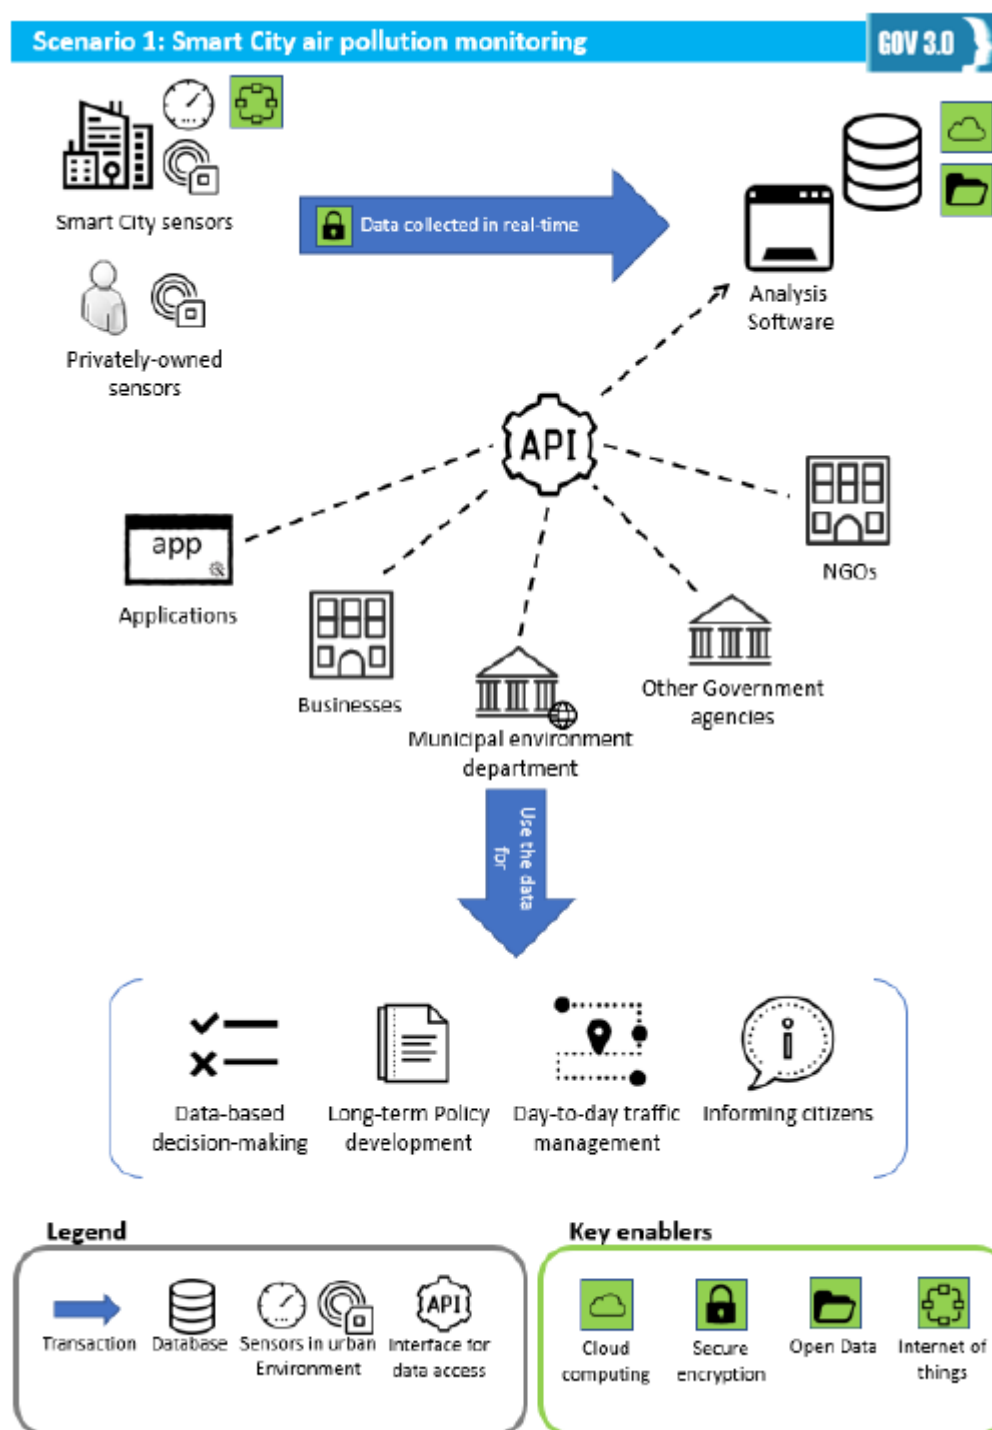 Scenario 1: Smart City air pollution monitoring
GOV 3.0
Smart City sensors
Data collected in real-time
Privately-owned
sensors
Analysis
Software
API
app
Applications
Businesses
NGOs
Other Government
agencies
Municipal environment
department
Use the data
for
Data-based
decision-making
Long-term Policy
development
Day-to-day traffic
management
Informing citizens
Legend
Transaction
Database
Sensors in urban
Environment
API
Interface for
data access
Key enablers
Cloud
computing
Secure
encryption
Open Data
Internet of
things